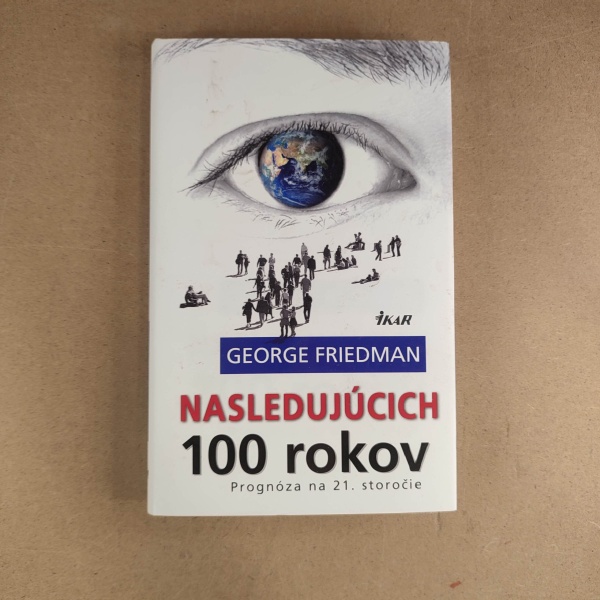 IKAR
GEORGE FRIEDMAN
NASLEDUJÚCICH
100 rokov
Prognóza na 21. storočie